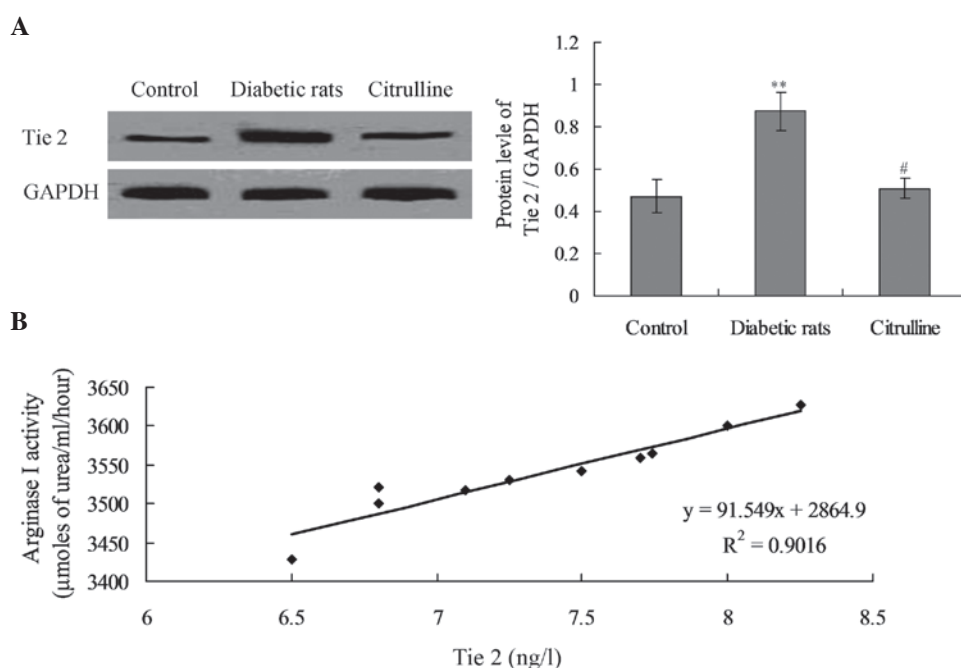 A
Control Diabetic rats Citrulline
Tie 2
GAPDH
Protein levle of
Tie 2 / GAPDH
1.2
1
0.8
0.6
0.4
0.2
0
**
#
Control Diabetic rats Citrulline
B
Arginase I activity
(μmoles of urea/ml/hour)
3650
3600
3550
3500
3450
3400
y = 91.549x + 2864.9
R² = 0.9016
6 6.5 7 7.5 8 8.5
Tie 2 (ng/l)